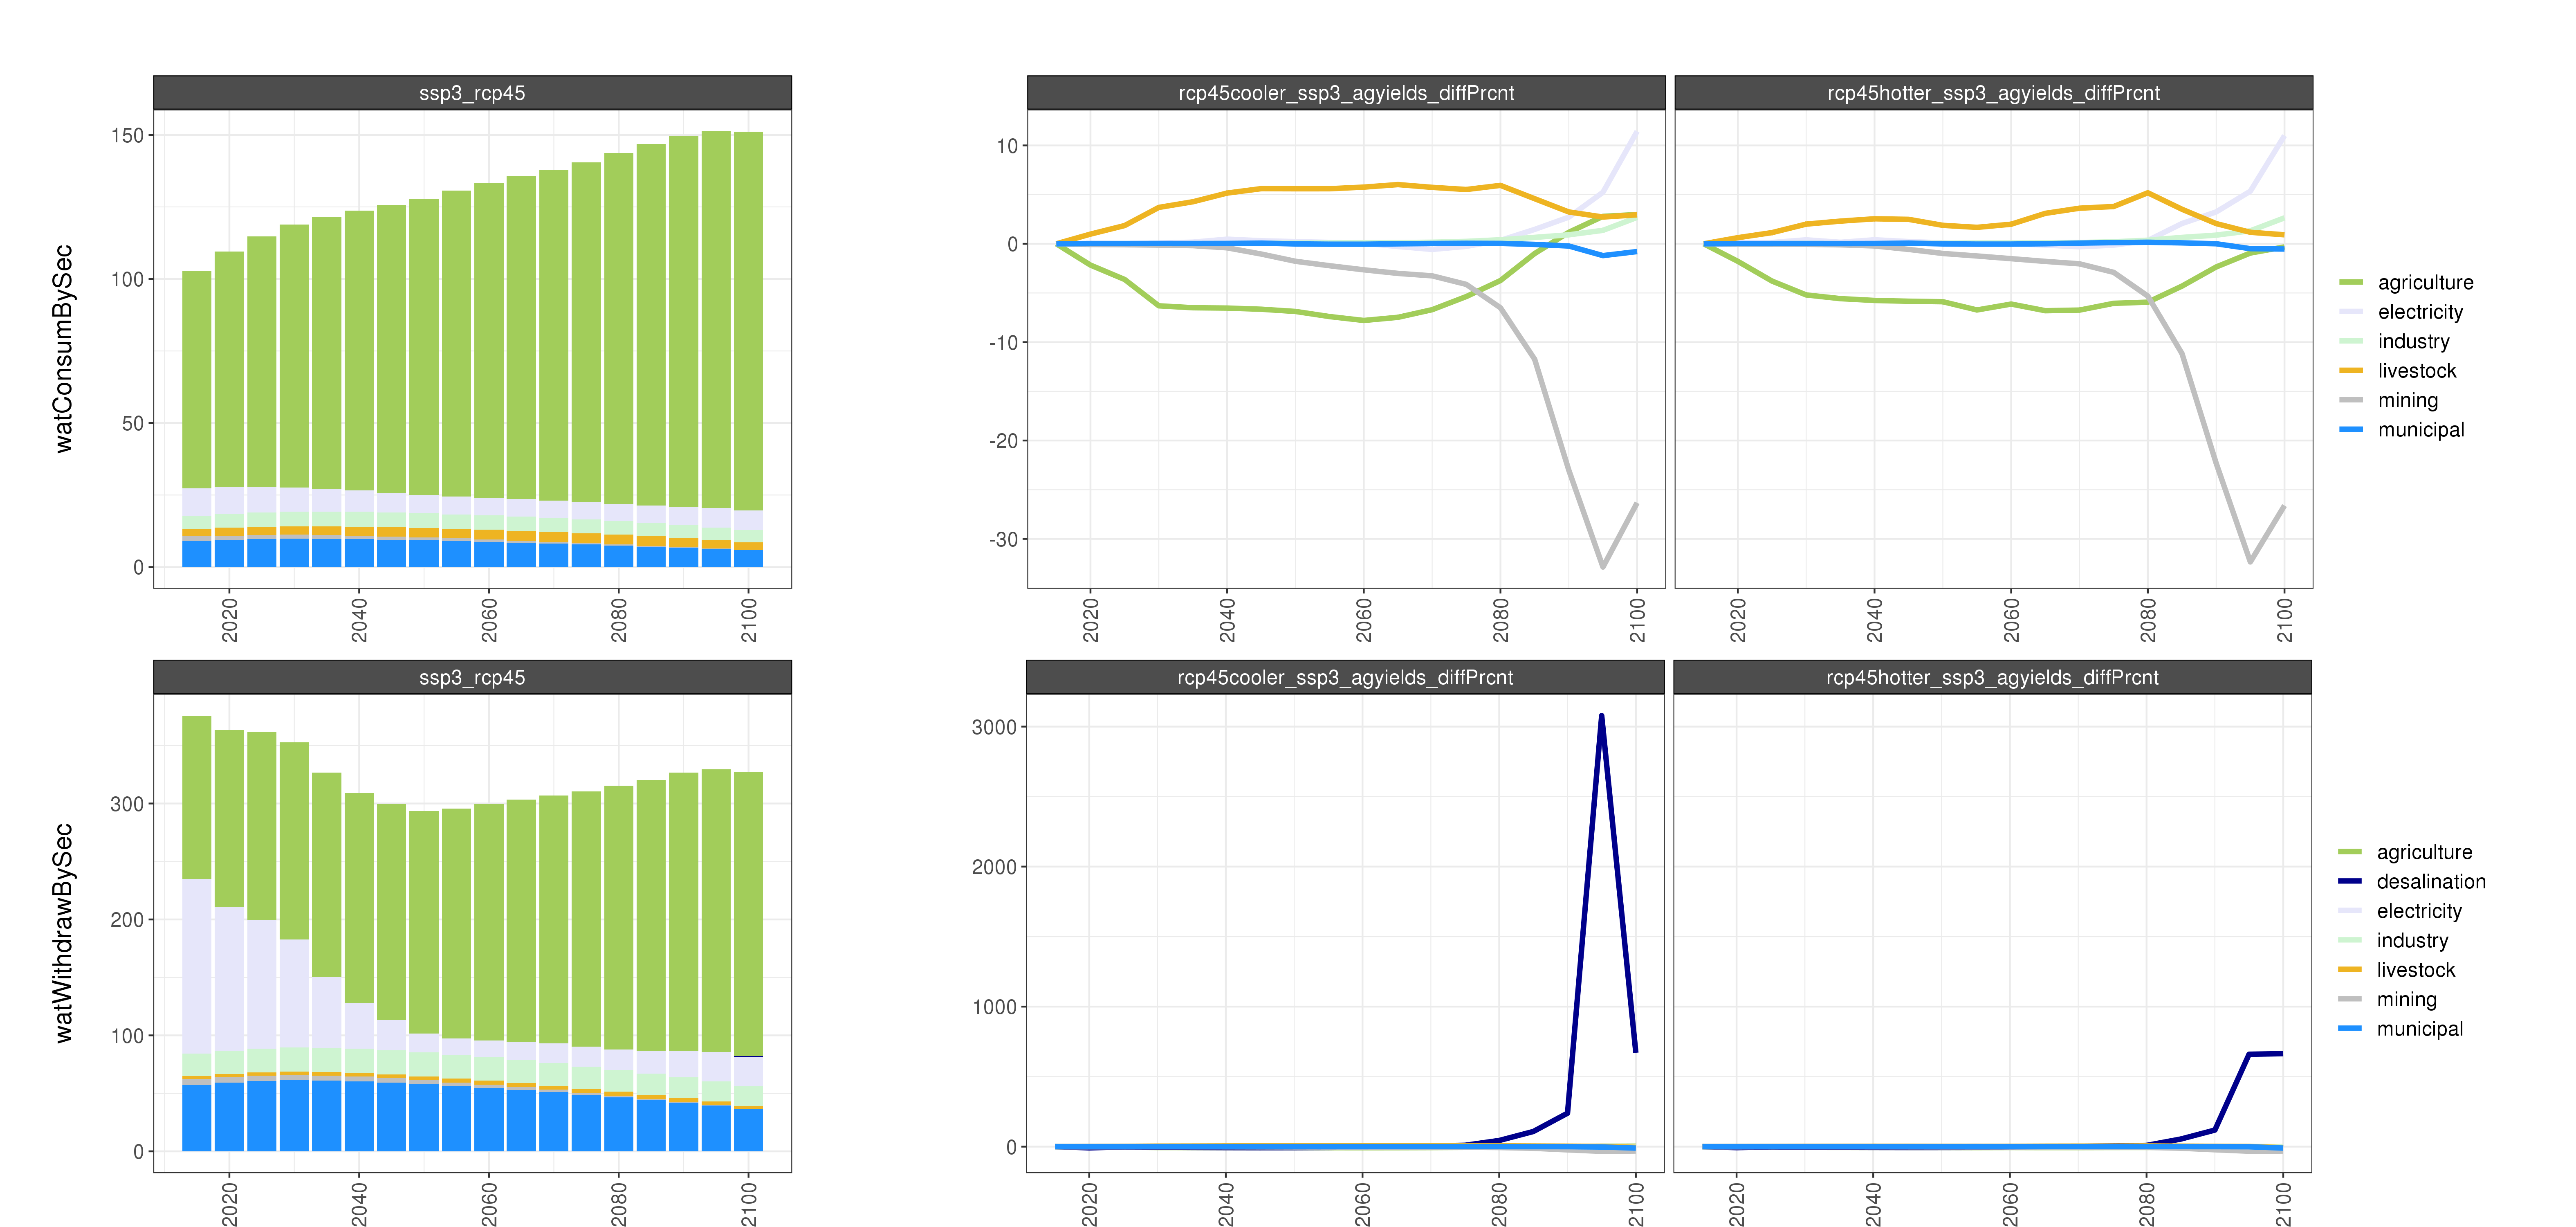 ssp3_rcp45
rcp45cooler_ssp3_agyields_diffPrcnt
rcp45hotter_ssp3_agyields_diffPrcnt
watConsumBySec
150
100
50
0
2020
2040
2060
2080
2100
10
0
-10
-20
-30
2020
2040
2060
2080
2100
2020
2040
2060
2080
2100
agriculture
electricity
industry
livestock
mining
municipal
ssp3_rcp45
rcp45cooler_ssp3_agyields_diffPrcnt
rcp45hotter_ssp3_agyields_diffPrcnt
watWithdrawBySec
300
200
100
0
2020
2040
2060
2080
2100
3000
2000
1000
0
2020
2040
2060
2080
2100
2020
2040
2060
2080
2100
agriculture
desalination
electricity
industry
livestock
mining
municipal